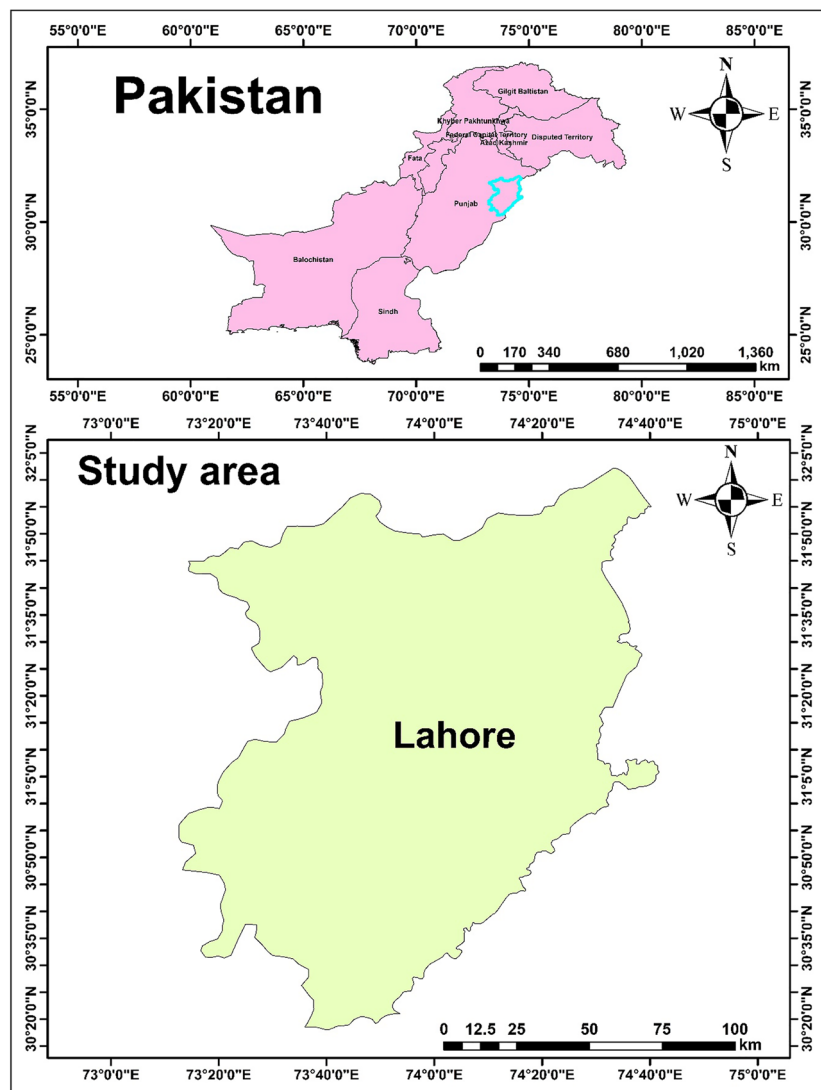 55°0'0"E 60°0'0"E 65°0'0"E 70°0'0"E 75°0'0"E 80°0'0"E 85°0'0"E
Pakistan
N
W E
S
35°0'0"N
30°0'0"N
25°0'0"N
35°0'0"N
30°0'0"N
25°0'0"N
Gilgit Baltistan
Khyber Pakhtunkhwa
Federal Capital Territory
Disputed Territory
Azad Kashmir
Fata
Punjab
Balochistan
Sindh
0 170 340 680 1,020 1,360
km
55°0'0"E 60°0'0"E 65°0'0"E 70°0'0"E 75°0'0"E 80°0'0"E 85°0'0"E
73°0'0"E 73°20'0"E 73°40'0"E 74°0'0"E 74°20'0"E 74°40'0"E 75°0'0"E
Study area
N
W E
S
32°5'0"N
31°50'0"N
31°35'0"N
31°20'0"N
31°5'0"N
30°50'0"N
30°35'0"N
30°20'0"N
32°5'0"N
31°50'0"N
31°35'0"N
31°20'0"N
31°5'0"N
30°50'0"N
30°35'0"N
30°20'0"N
Lahore
0 12.5 25 50 75 100
km
73°0'0"E 73°20'0"E 73°40'0"E 74°0'0"E 74°20'0"E 74°40'0"E 75°0'0"E